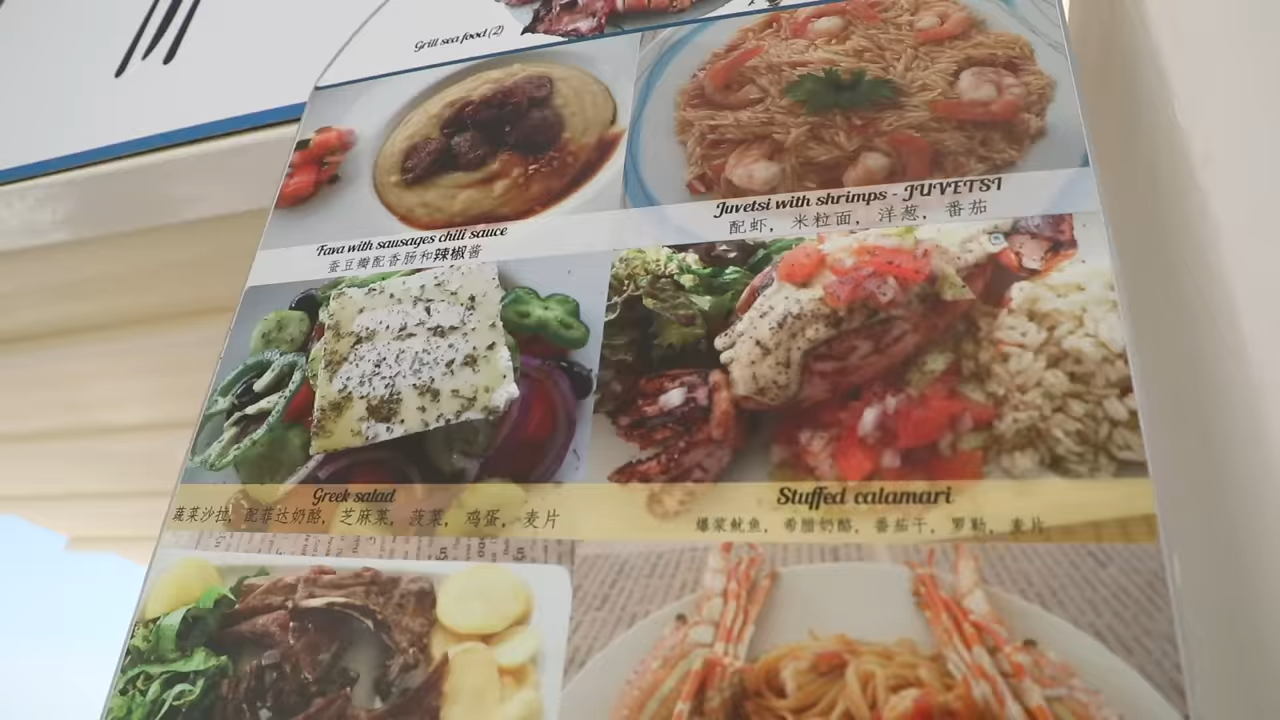 Grill sea food (2)
Juvetsi with shrimps - JUVETSI
配虾, 米粒面, 洋葱, 番茄
Fava with sausages chili sauce
蚕豆瓣配香肠和辣椒酱
Greek salad
蔬菜沙拉, 配菲达奶酪, 芝麻菜, 菠菜, 鸡蛋, 麦片
Stuffed calamari
爆浆鱿鱼, 希腊奶酪, 番茄干, 罗勒, 麦片